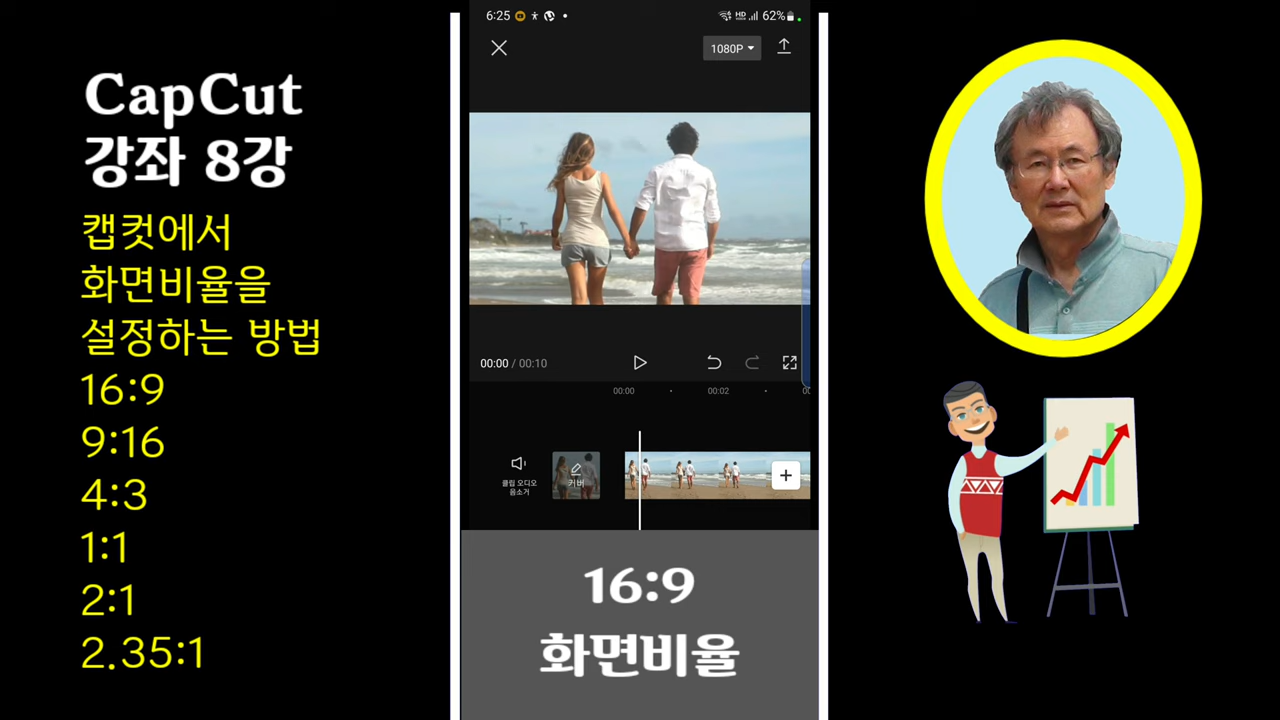 CapCut
강좌 8강
캡컷에서
화면비율을
설정하는 방법
16:9
9:16
4:3
1:1
2:1
2.35:1
6:25
HD
62%
1080P
00:00 / 00:10
00:00
00:02
클립 오디오
음소거
커버
16:9
화면비율